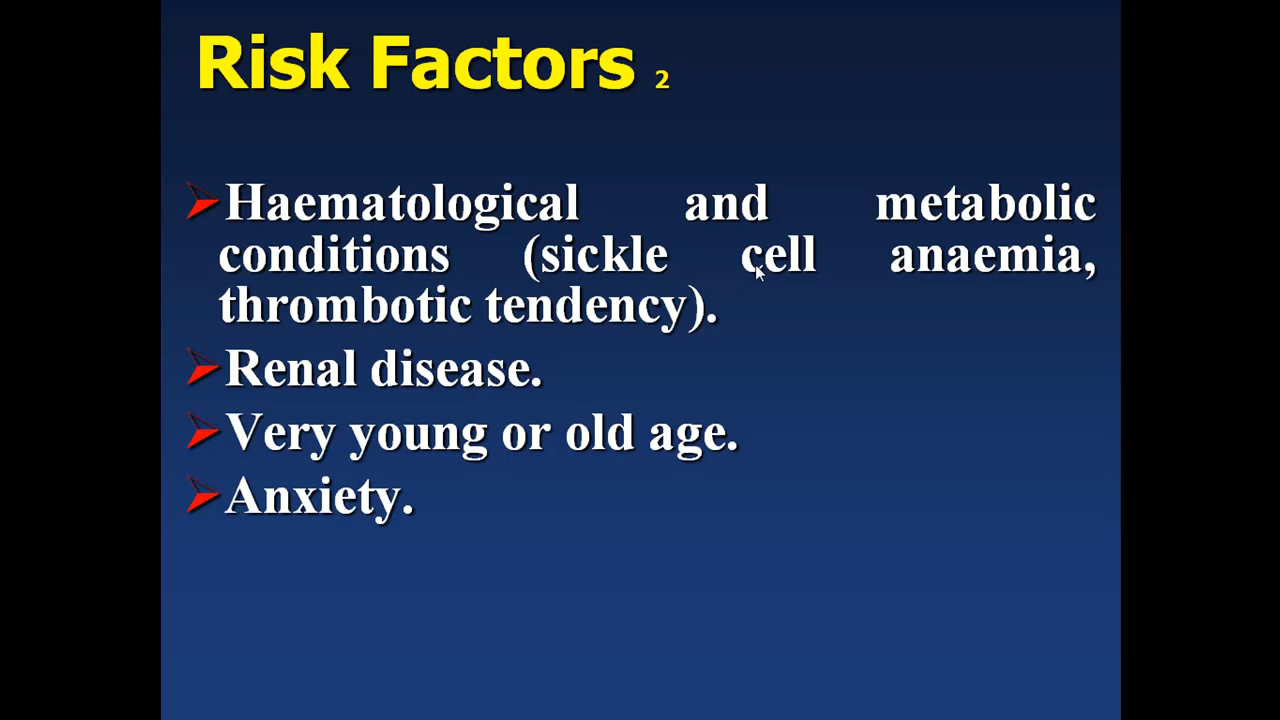 Risk Factors 2
Haematological and metabolic
conditions (sickle cell anaemia,
thrombotic tendency).
Renal disease.
Very young or old age.
Anxiety.